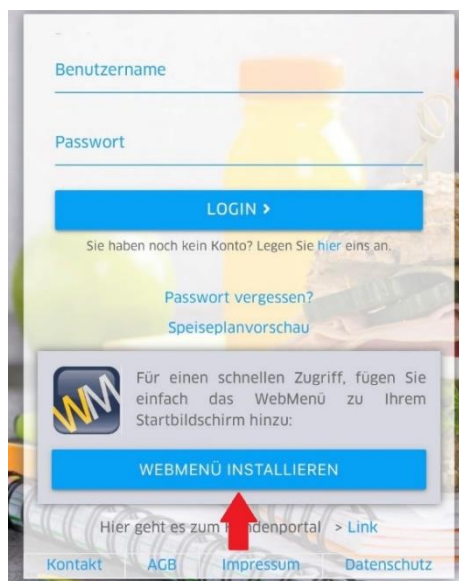 Benutzername
Passwort
LOGIN >
Sie haben noch kein Konto? Legen Sie hier eins an.
Passwort vergessen?
Speiseplanvorschau
WM
Für einen schnellen Zugriff, fügen Sie
einfach das WebMenü zu Ihrem
Startbildschirm hinzu:
WEBMENÜ INSTALLIEREN
Hier geht es zum denportal > Link
Kontakt AGB Impressum Datenschutz